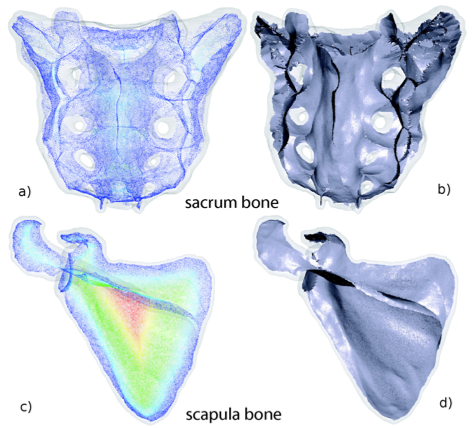 a)
b)
sacrum bone
c)
d)
scapula bone